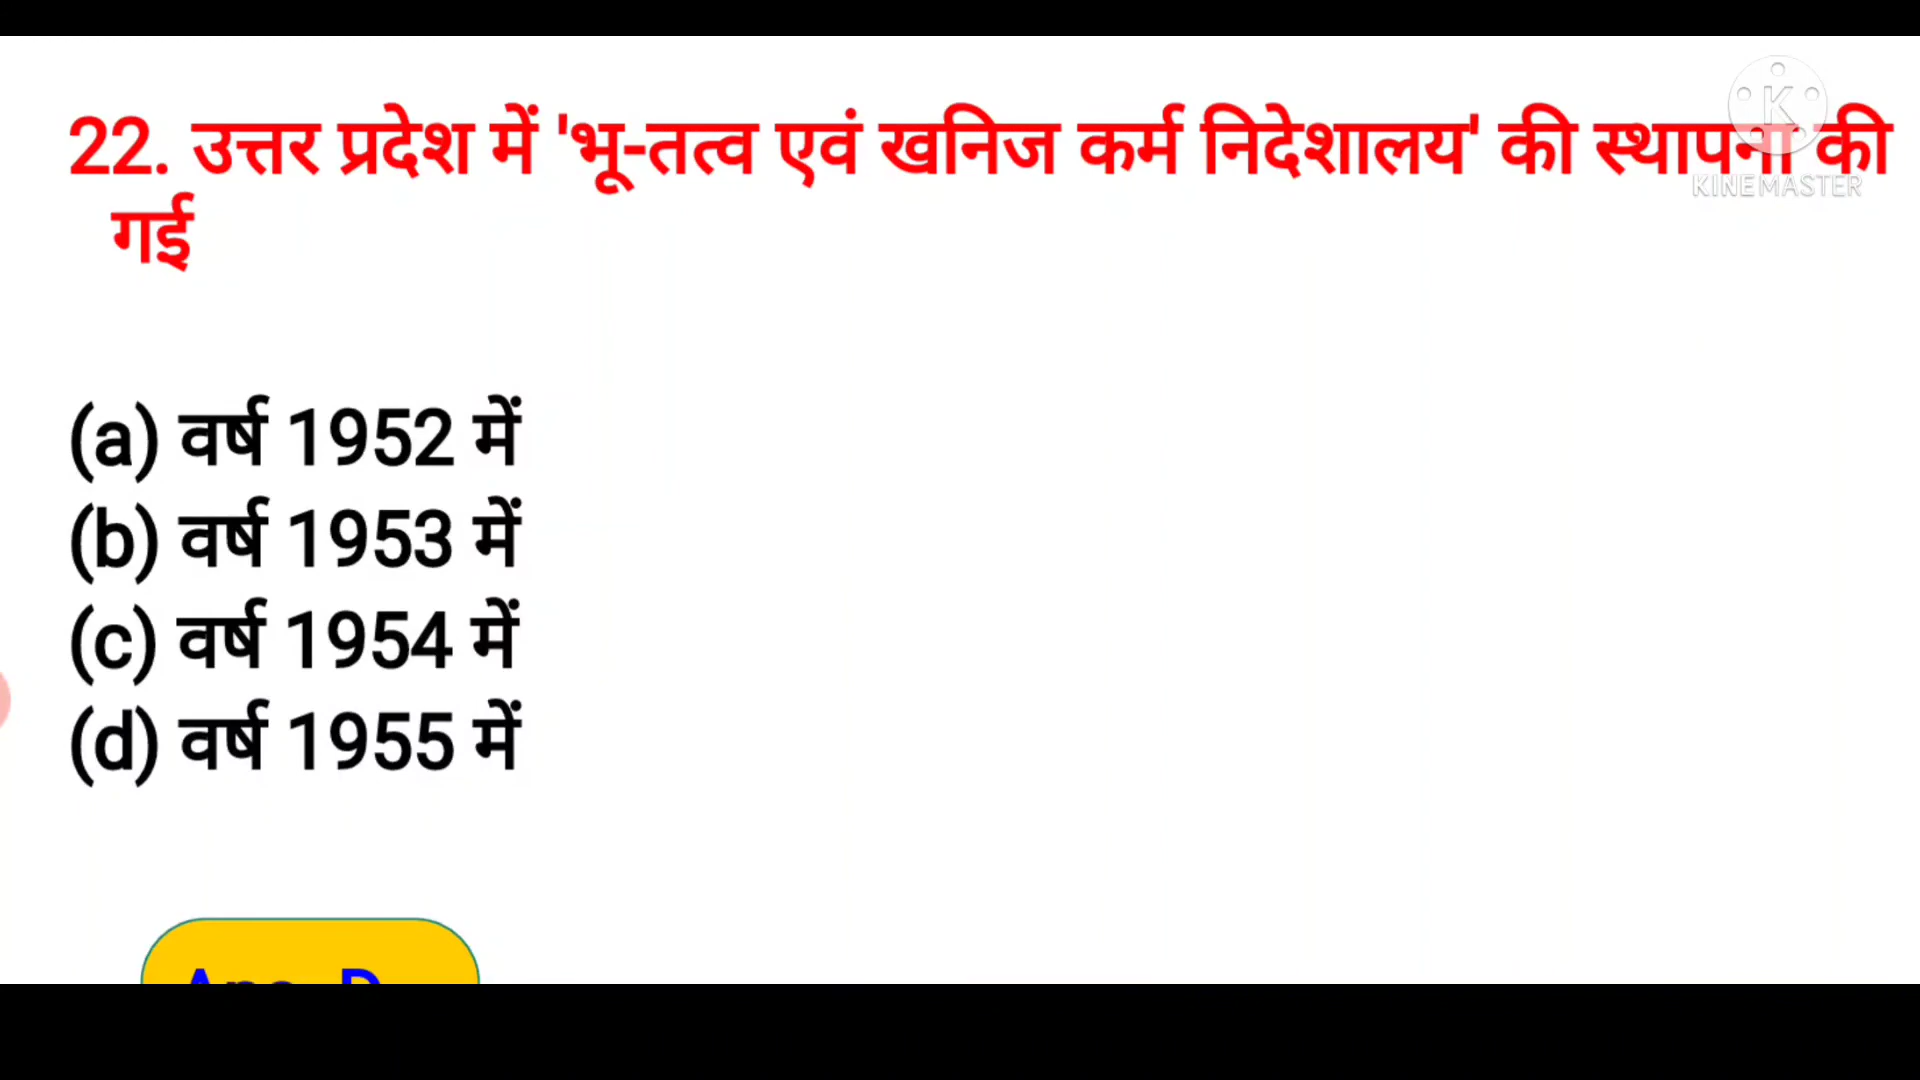 22. उत्तर प्रदेश में 'भू-तत्व एवं खनिज कर्म निदेशालय' की स्थापना की
गई
K
KINEMASTER
(a) वर्ष 1952 में
(b) वर्ष 1953 में
(c) वर्ष 1954 में
(d) वर्ष 1955 में